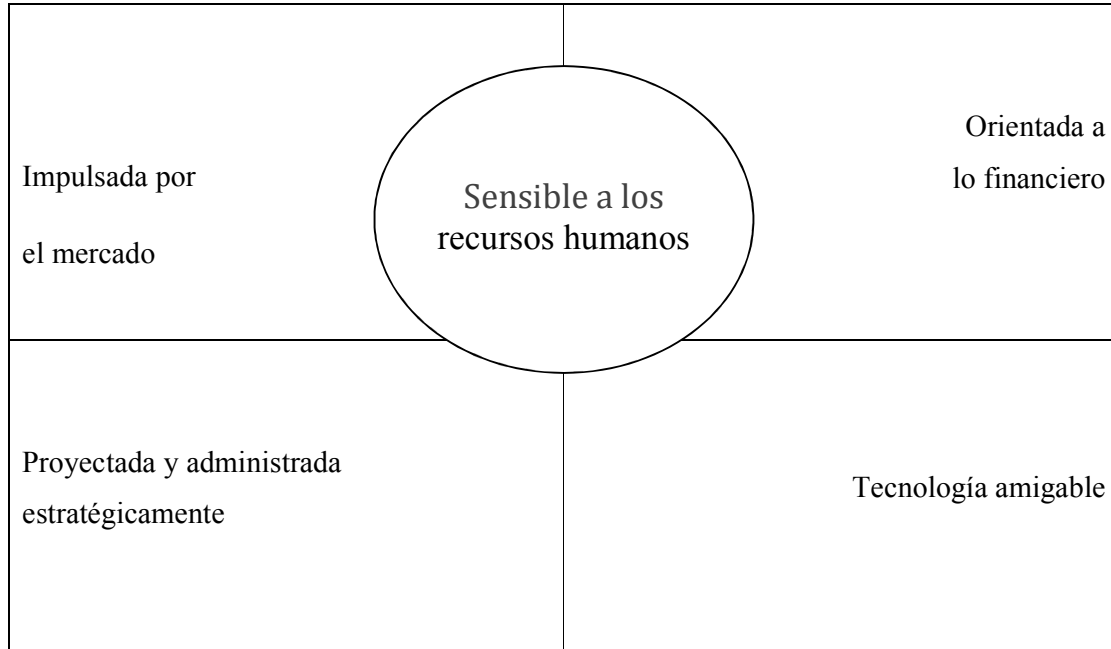 Impulsada por
el mercado
Orientada a
lo financiero
Sensible a los
recursos humanos
Proyectada y administrada
estratégicamente
Tecnología amigable